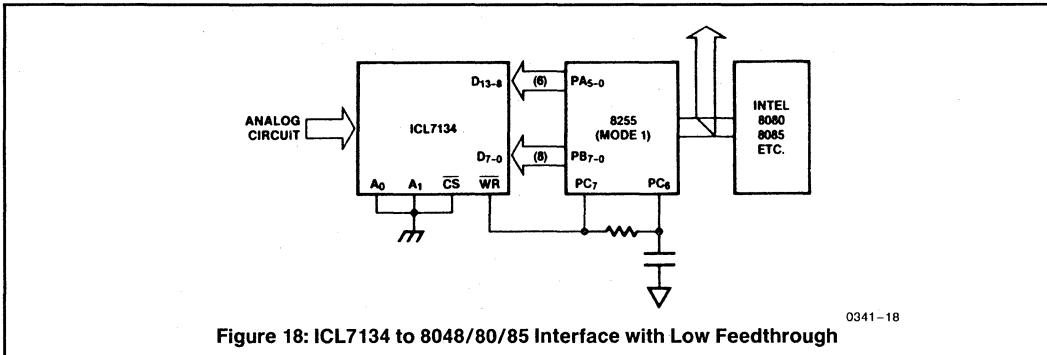 ANALOG
CIRCUIT
ICL7134
D13-8
D7-0
A0 A1 CS WR
(6)
(8)
PA5-0
8255
(MODE 1)
PB7-0
PC7 PC6
INTEL
8080
8085
ETC.
0341-18
Figure 18: ICL7134 to 8048/80/85 Interface with Low Feedthrough